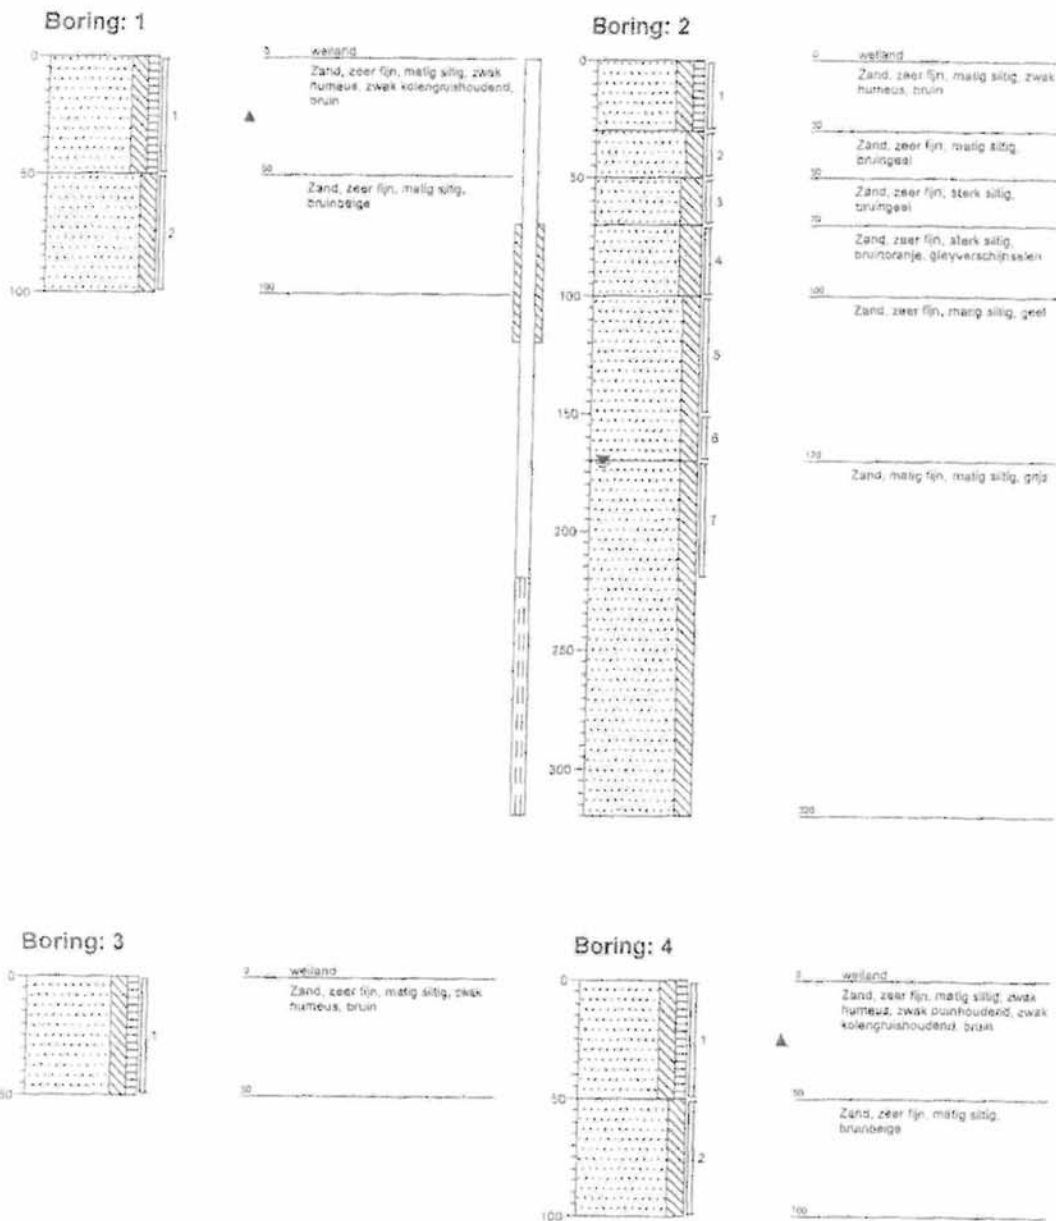 Boring: 1
0
50
100
1
2
0
weiland
Zand, zeer fijn, matig siltig, zwak
humeus, zwak kolengruishoudend,
bruin
50
Zand, zeer fijn, matig siltig,
bruinbeige
100
Boring: 2
0
50
100
150
200
250
300
1
2
3
4
5
6
7
0
weiland
Zand, zeer fijn, matig siltig, zwak
humeus, bruin
30
Zand, zeer fijn, matig siltig,
bruingeel
50
Zand, zeer fijn, sterk siltig,
bruingeel
70
Zand, zeer fijn, sterk siltig,
bruinoranje, gleyverschijnselen
100
Zand, zeer fijn, matig siltig, geel
170
Zand, matig fijn, matig siltig, grijs
320
Boring: 3
0
50
1
0
weiland
Zand, zeer fijn, matig siltig, zwak
humeus, bruin
50
Boring: 4
0
50
100
1
2
0
weiland
Zand, zeer fijn, matig siltig, zwak
humeus, zwak puinhoudend, zwak
kolengruishoudend, bruin
50
Zand, zeer fijn, matig siltig,
bruinbeige
100